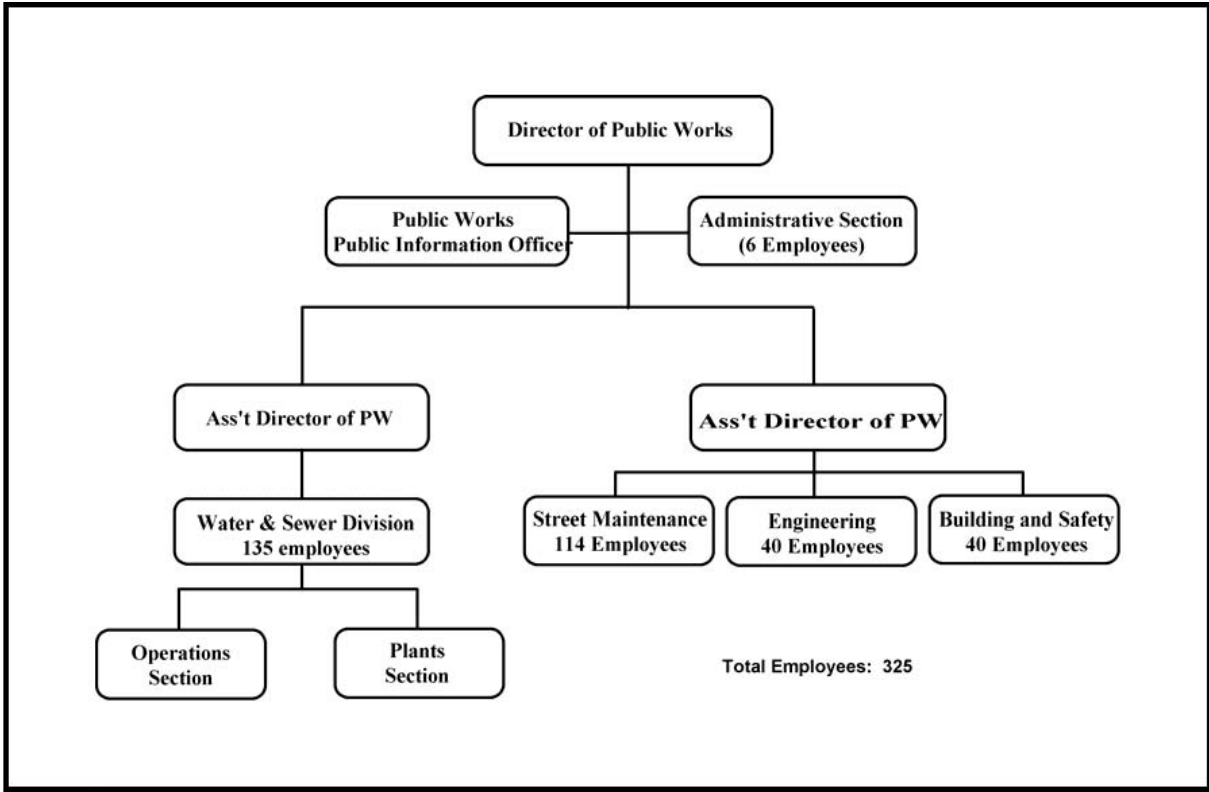 Director of Public Works
Public Works
Public Information Officer
Administrative Section
(6 Employees)
Ass't Director of PW
Ass't Director of PW
Water & Sewer Division
135 employees
Street Maintenance
114 Employees
Engineering
40 Employees
Building and Safety
40 Employees
Operations
Section
Plants
Section
Total Employees: 325